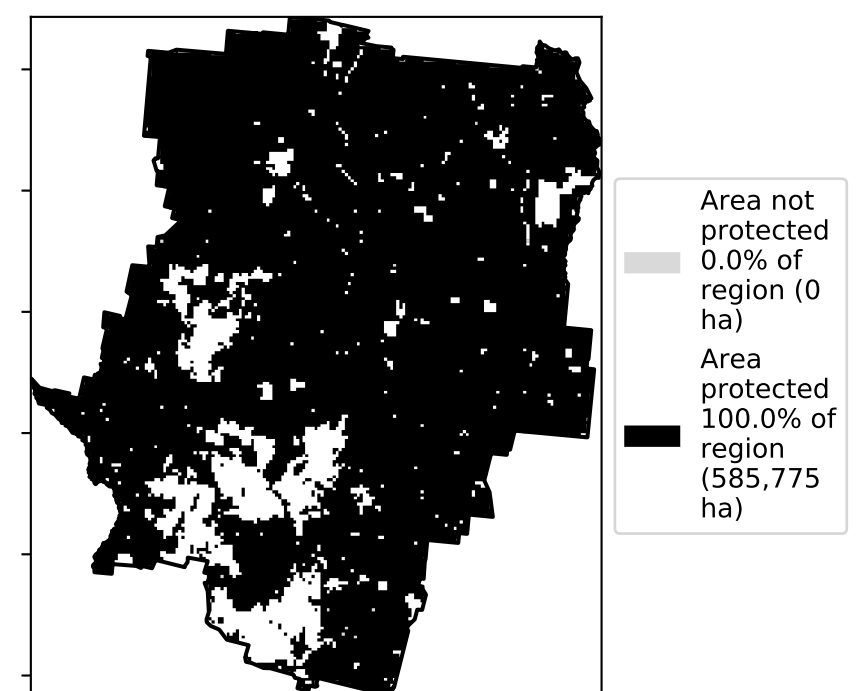 Area not
protected
0.0% of
region (0
ha)
Area
protected
100.0% of
region
(585,775
ha)